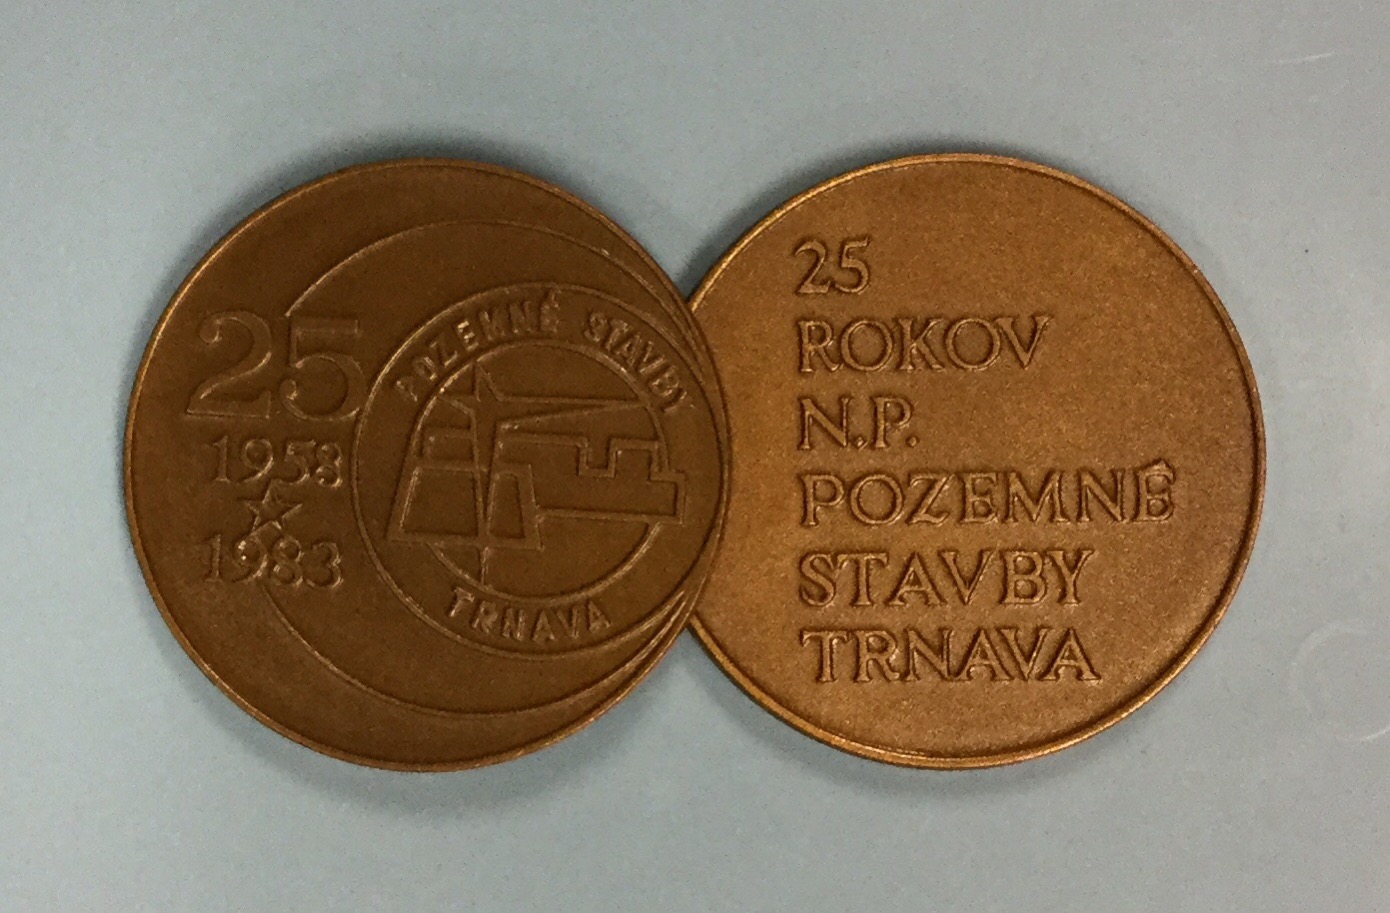 25
1958
1983
POZEMNÉ STAVBY
TRNAVA
25
ROKOV
N.P.
POZEMNÉ
STAVBY
TRNAVA